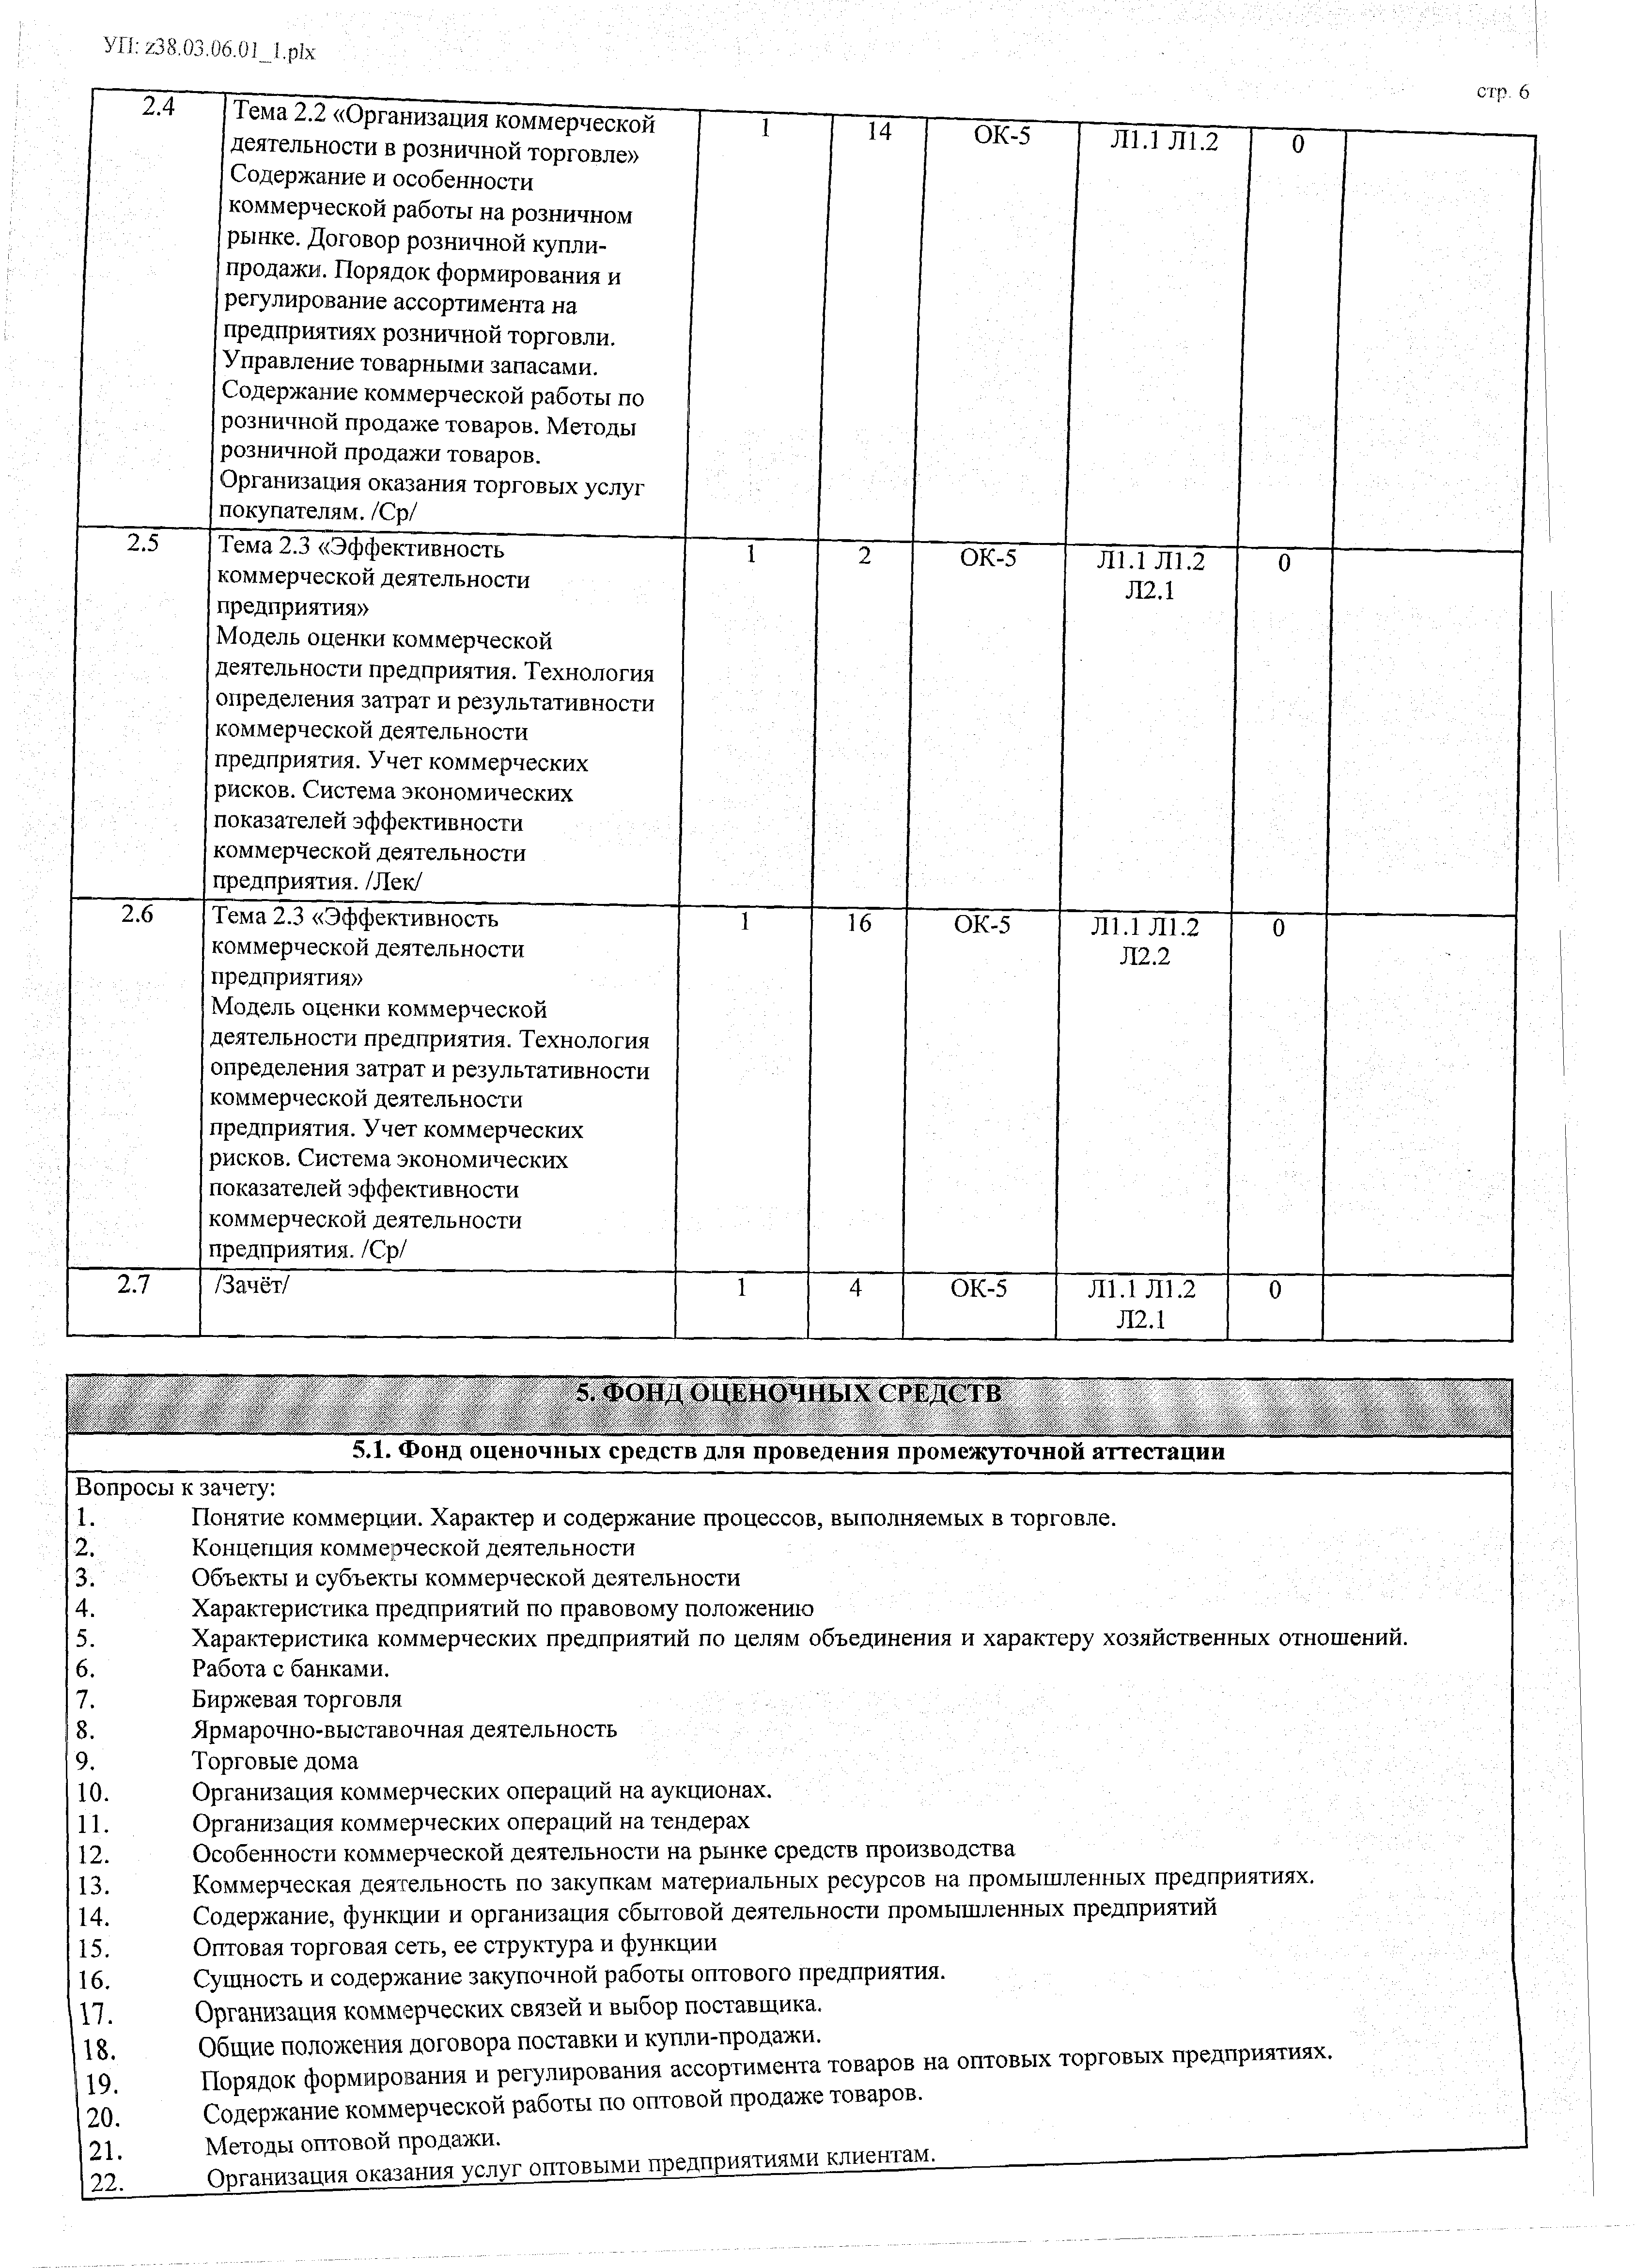 УП: z38.03.06.01_1.plx
стр. 6
2.4
Тема 2.2 «Организация коммерческой
деятельности в розничной торговле»
Содержание и особенности
коммерческой работы на розничном
рынке. Договор розничной купли-
продажи. Порядок формирования и
регулирование ассортимента на
предприятиях розничной торговли.
Управление товарными запасами.
Содержание коммерческой работы по
розничной продаже товаров. Методы
розничной продажи товаров.
Организация оказания торговых услуг
покупателям. /Ср/
1
14
ОК-5
Л1.1 Л1.2
0
2.5
Тема 2.3 «Эффективность
коммерческой деятельности
предприятия»
Модель оценки коммерческой
деятельности предприятия. Технология
определения затрат и результативности
коммерческой деятельности
предприятия. Учет коммерческих
рисков. Система экономических
показателей эффективности
коммерческой деятельности
предприятия. /Лек/
1
2
ОК-5
Л1.1 Л1.2
Л2.1
0
2.6
Тема 2.3 «Эффективность
коммерческой деятельности
предприятия»
Модель оценки коммерческой
деятельности предприятия. Технология
определения затрат и результативности
коммерческой деятельности
предприятия. Учет коммерческих
рисков. Система экономических
показателей эффективности
коммерческой деятельности
предприятия. /Ср/
1
16
ОК-5
Л1.1 Л1.2
Л2.2
0
2.7
/Зачёт/
1
4
ОК-5
Л1.1 Л1.2
Л2.1
0
5. ФОНД ОЦЕНОЧНЫХ СРЕДСТВ
5.1. Фонд оценочных средств для проведения промежуточной аттестации
Вопросы к зачету:
1. Понятие коммерции. Характер и содержание процессов, выполняемых в торговле.
2. Концепция коммерческой деятельности
3. Объекты и субъекты коммерческой деятельности
4. Характеристика предприятий по правовому положению
5. Характеристика коммерческих предприятий по целям объединения и характеру хозяйственных отношений.
6. Работа с банками.
7. Биржевая торговля
8. Ярмарочно-выставочная деятельность
9. Торговые дома
10. Организация коммерческих операций на аукционах.
11. Организация коммерческих операций на тендерах
12. Особенности коммерческой деятельности на рынке средств производства
13. Коммерческая деятельность по закупкам материальных ресурсов на промышленных предприятиях.
14. Содержание, функции и организация сбытовой деятельности промышленных предприятий
15. Оптовая торговая сеть, ее структура и функции
16. Сущность и содержание закупочной работы оптового предприятия.
17. Организация коммерческих связей и выбор поставщика.
18. Общие положения договора поставки и купли-продажи.
19. Порядок формирования и регулирования ассортимента товаров на оптовых торговых предприятиях.
20. Содержание коммерческой работы по оптовой продаже товаров.
21. Методы оптовой продажи.
22. Организация оказания услуг оптовыми предприятиями клиентам.